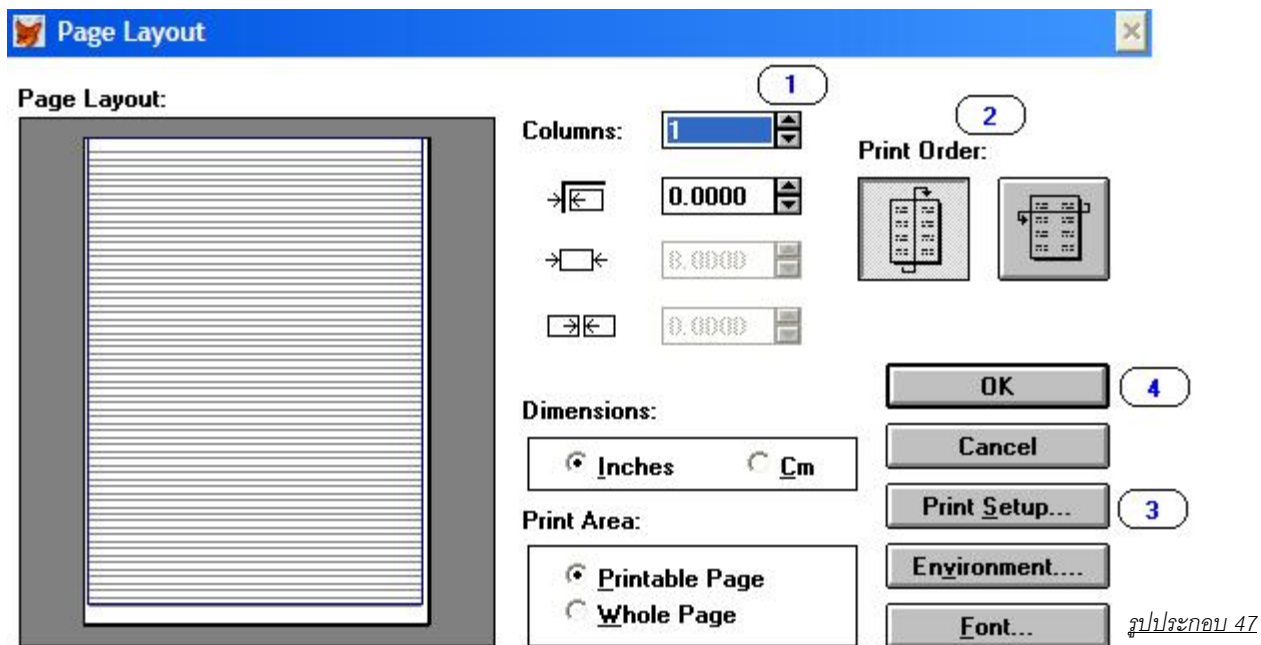 Page Layout
1
Page Layout:
Columns:
1
2
Print Order:
0.0000
8.0000
0.0000
OK
4
Dimensions:
Cancel
Inches
Cm
Print Setup...
3
Print Area:
Printable Page
Environment....
Whole Page
Font...
รูปประกอบ 47